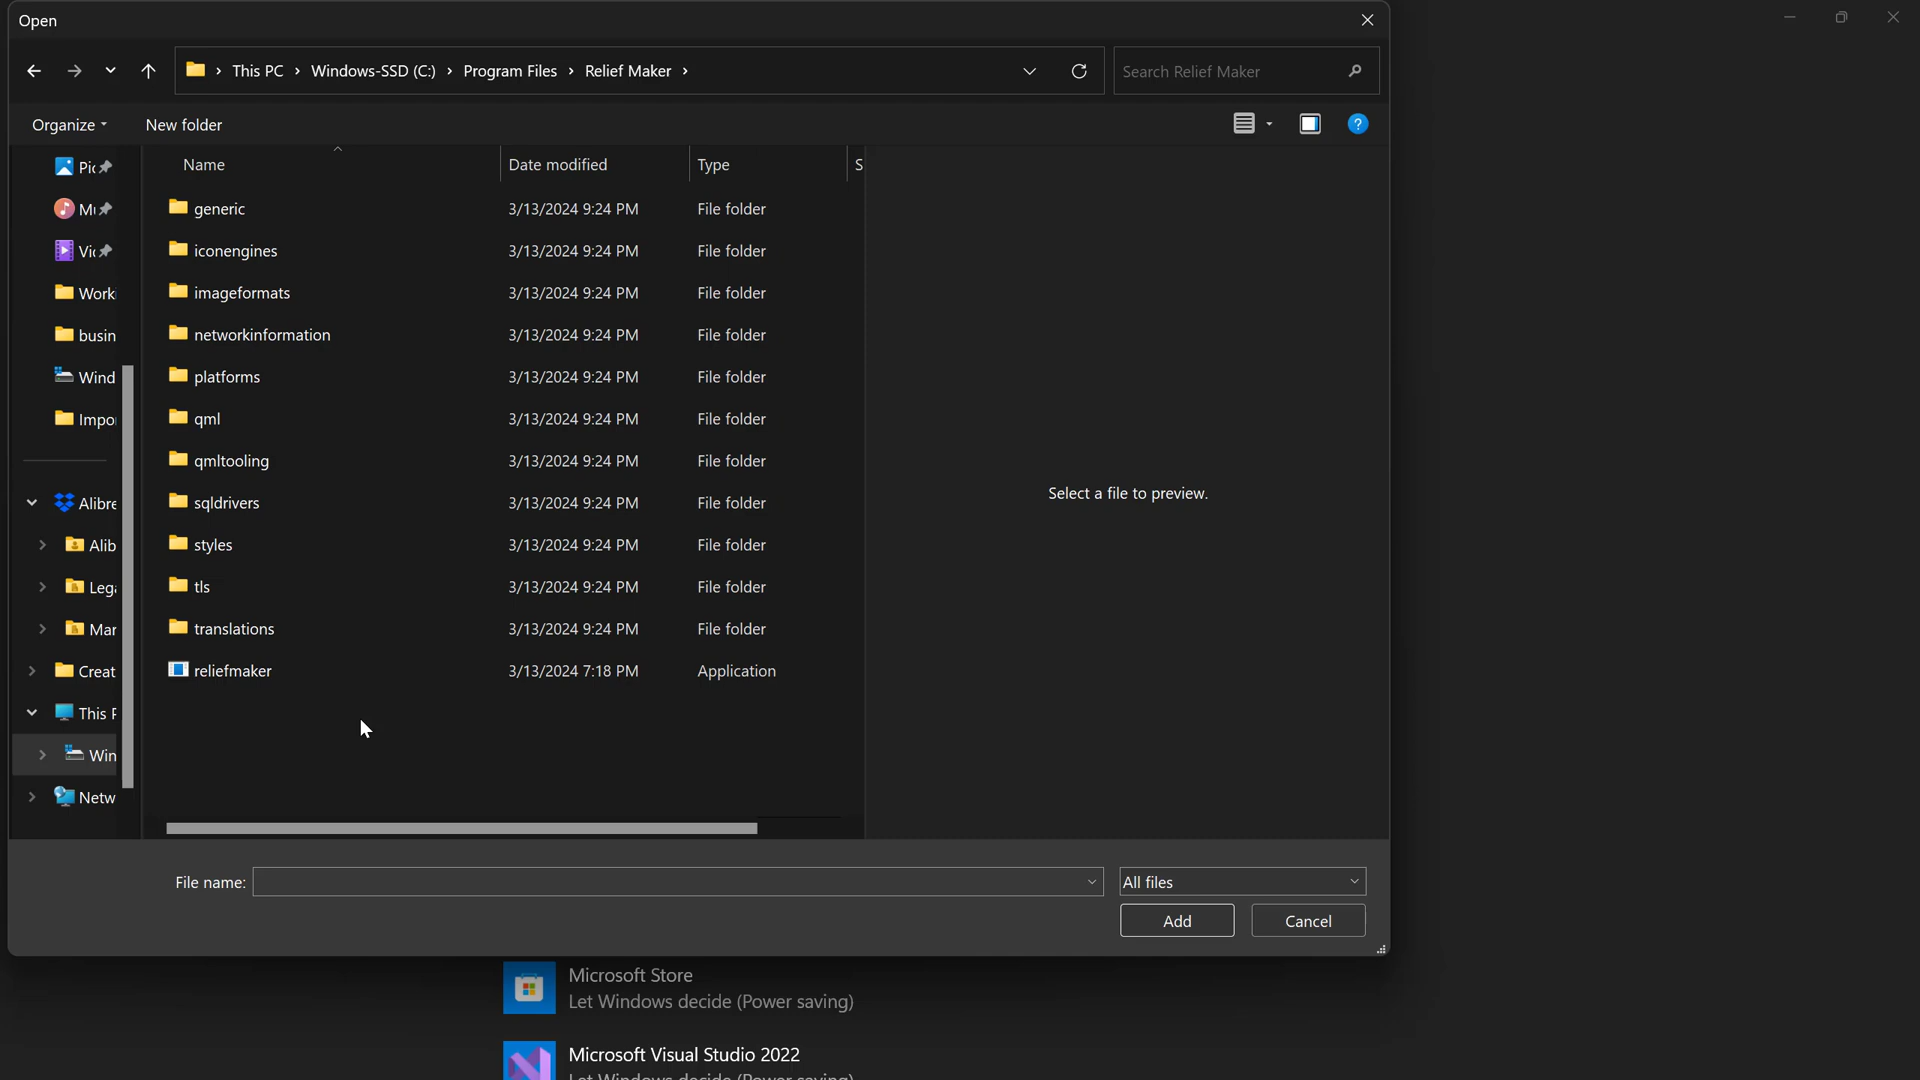 Open
This PC > Windows-SSD (C:) > Program Files > Relief Maker >
Search Relief Maker
Organize
New folder
?
Name
Date modified
Type
S
Pic
Mu
Vic
Work
busin
Wind
Impo
Alibre
Alib
Leg
Mar
Creat
This P
Win
Netw
generic 3/13/2024 9:24 PM File folder
iconengines 3/13/2024 9:24 PM File folder
imageformats 3/13/2024 9:24 PM File folder
networkinformation 3/13/2024 9:24 PM File folder
platforms 3/13/2024 9:24 PM File folder
qml 3/13/2024 9:24 PM File folder
qmltooling 3/13/2024 9:24 PM File folder
sqldrivers 3/13/2024 9:24 PM File folder
styles 3/13/2024 9:24 PM File folder
tls 3/13/2024 9:24 PM File folder
translations 3/13/2024 9:24 PM File folder
reliefmaker 3/13/2024 7:18 PM Application
Select a file to preview.
File name:
All files
Add
Cancel
Microsoft Store
Let Windows decide (Power saving)
Microsoft Visual Studio 2022
Let Windows decide (Power saving)